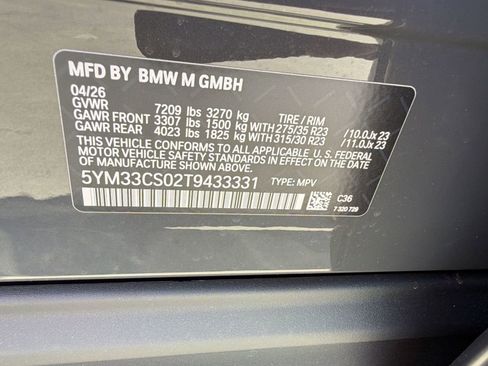 MFD BY BMW M GMBH
04/26
GVWR 7209 lbs 3270 kg TIRE / RIM
GAWR FRONT 3307 lbs 1500 kg WITH 275/35 R23 /10.0Jx 23
GAWR REAR 4023 lbs 1825 kg WITH 315/30 R23 /11.0Jx 23
THIS VEHICLE CONFORMS TO ALL APPLICABLE U.S. FEDERAL
MOTOR VEHICLE SAFETY STANDARDS IN EFFECT ON THE DATE
OF MANUFACTURE SHOWN ABOVE.
5YM33CS02T9433331 TYPE: MPV
C36
7 320 729